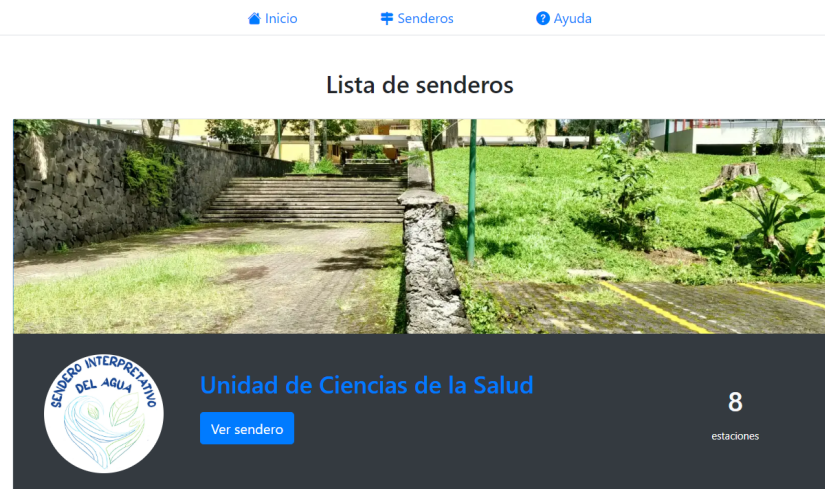 Inicio
Senderos
Ayuda
Lista de senderos
SENDERO INTERPRETATIVO
DEL AGUA
Unidad de Ciencias de la Salud
Ver sendero
8
estaciones